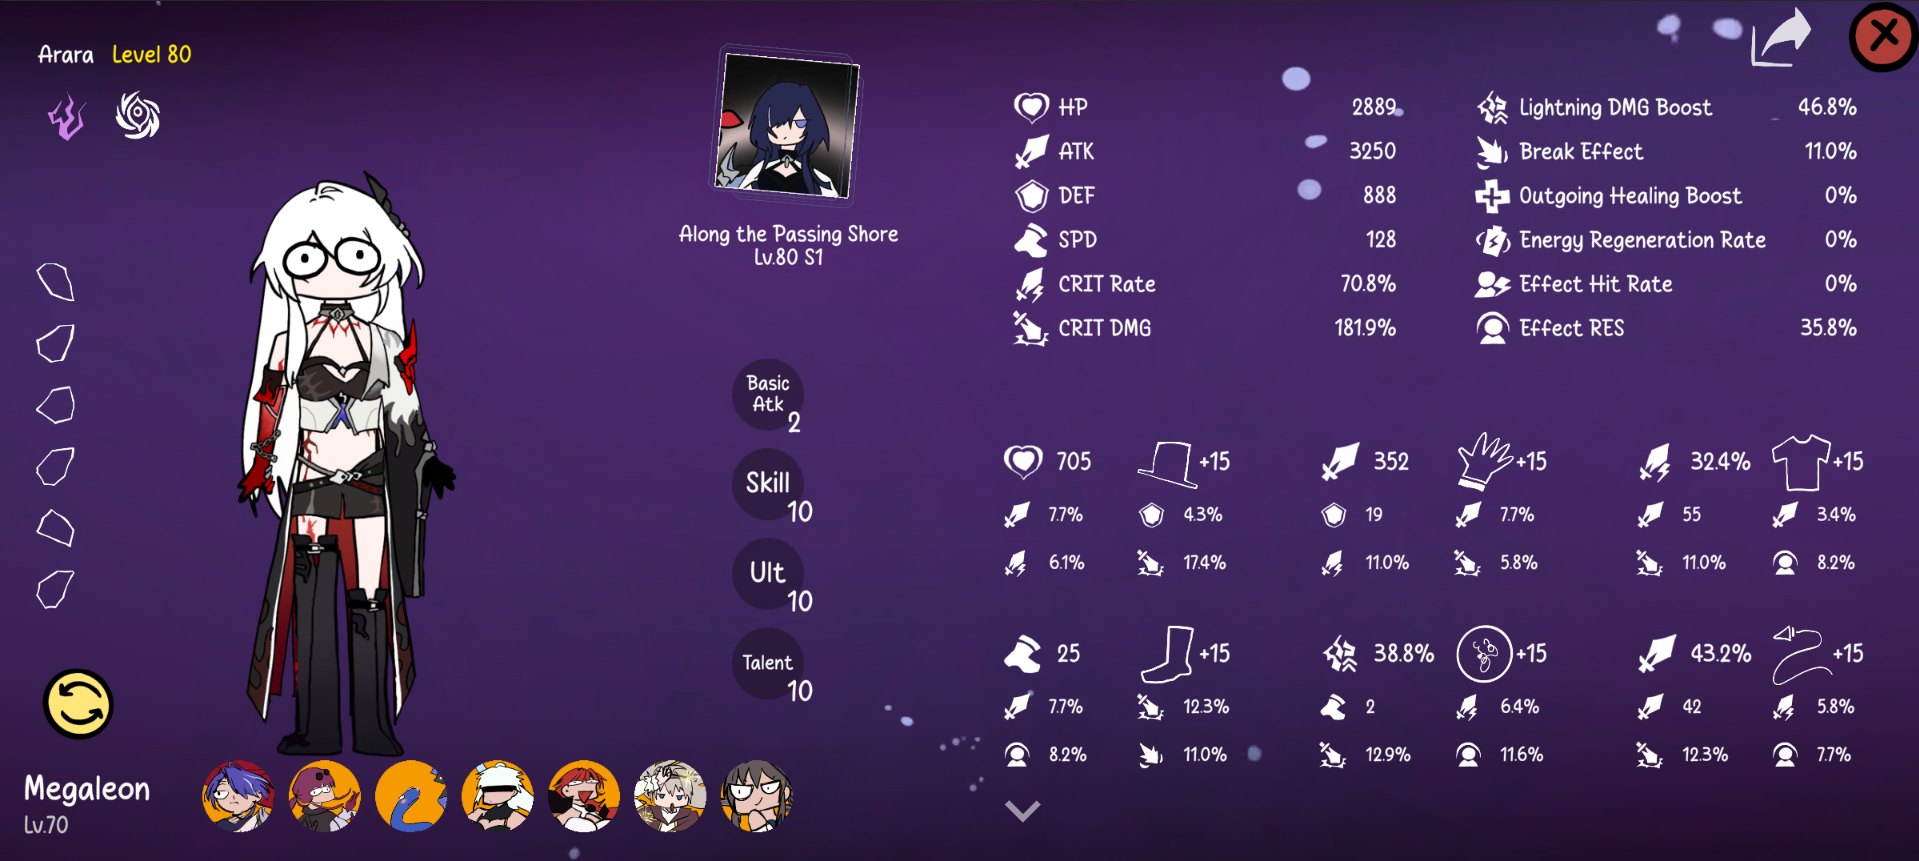 Arara Level 80
Along the Passing Shore
Lv.80 S1
Basic
Atk
2
Skill
10
Ult
10
Talent
10
HP 2889
ATK 3250
DEF 888
SPD 128
CRIT Rate 70.8%
CRIT DMG 181.9%
Lightning DMG Boost 46.8%
Break Effect 11.0%
Outgoing Healing Boost 0%
Energy Regeneration Rate 0%
Effect Hit Rate 0%
Effect RES 35.8%
705 +15
7.7% 4.3%
6.1% 17.4%
352 +15
19 7.7%
11.0% 5.8%
32.4% +15
55 3.4%
11.0% 8.2%
25 +15
7.7% 12.3%
8.2% 11.0%
38.8% +15
2 6.4%
12.9% 11.6%
43.2% +15
42 5.8%
12.3% 7.7%
Megaleon
Lv.70